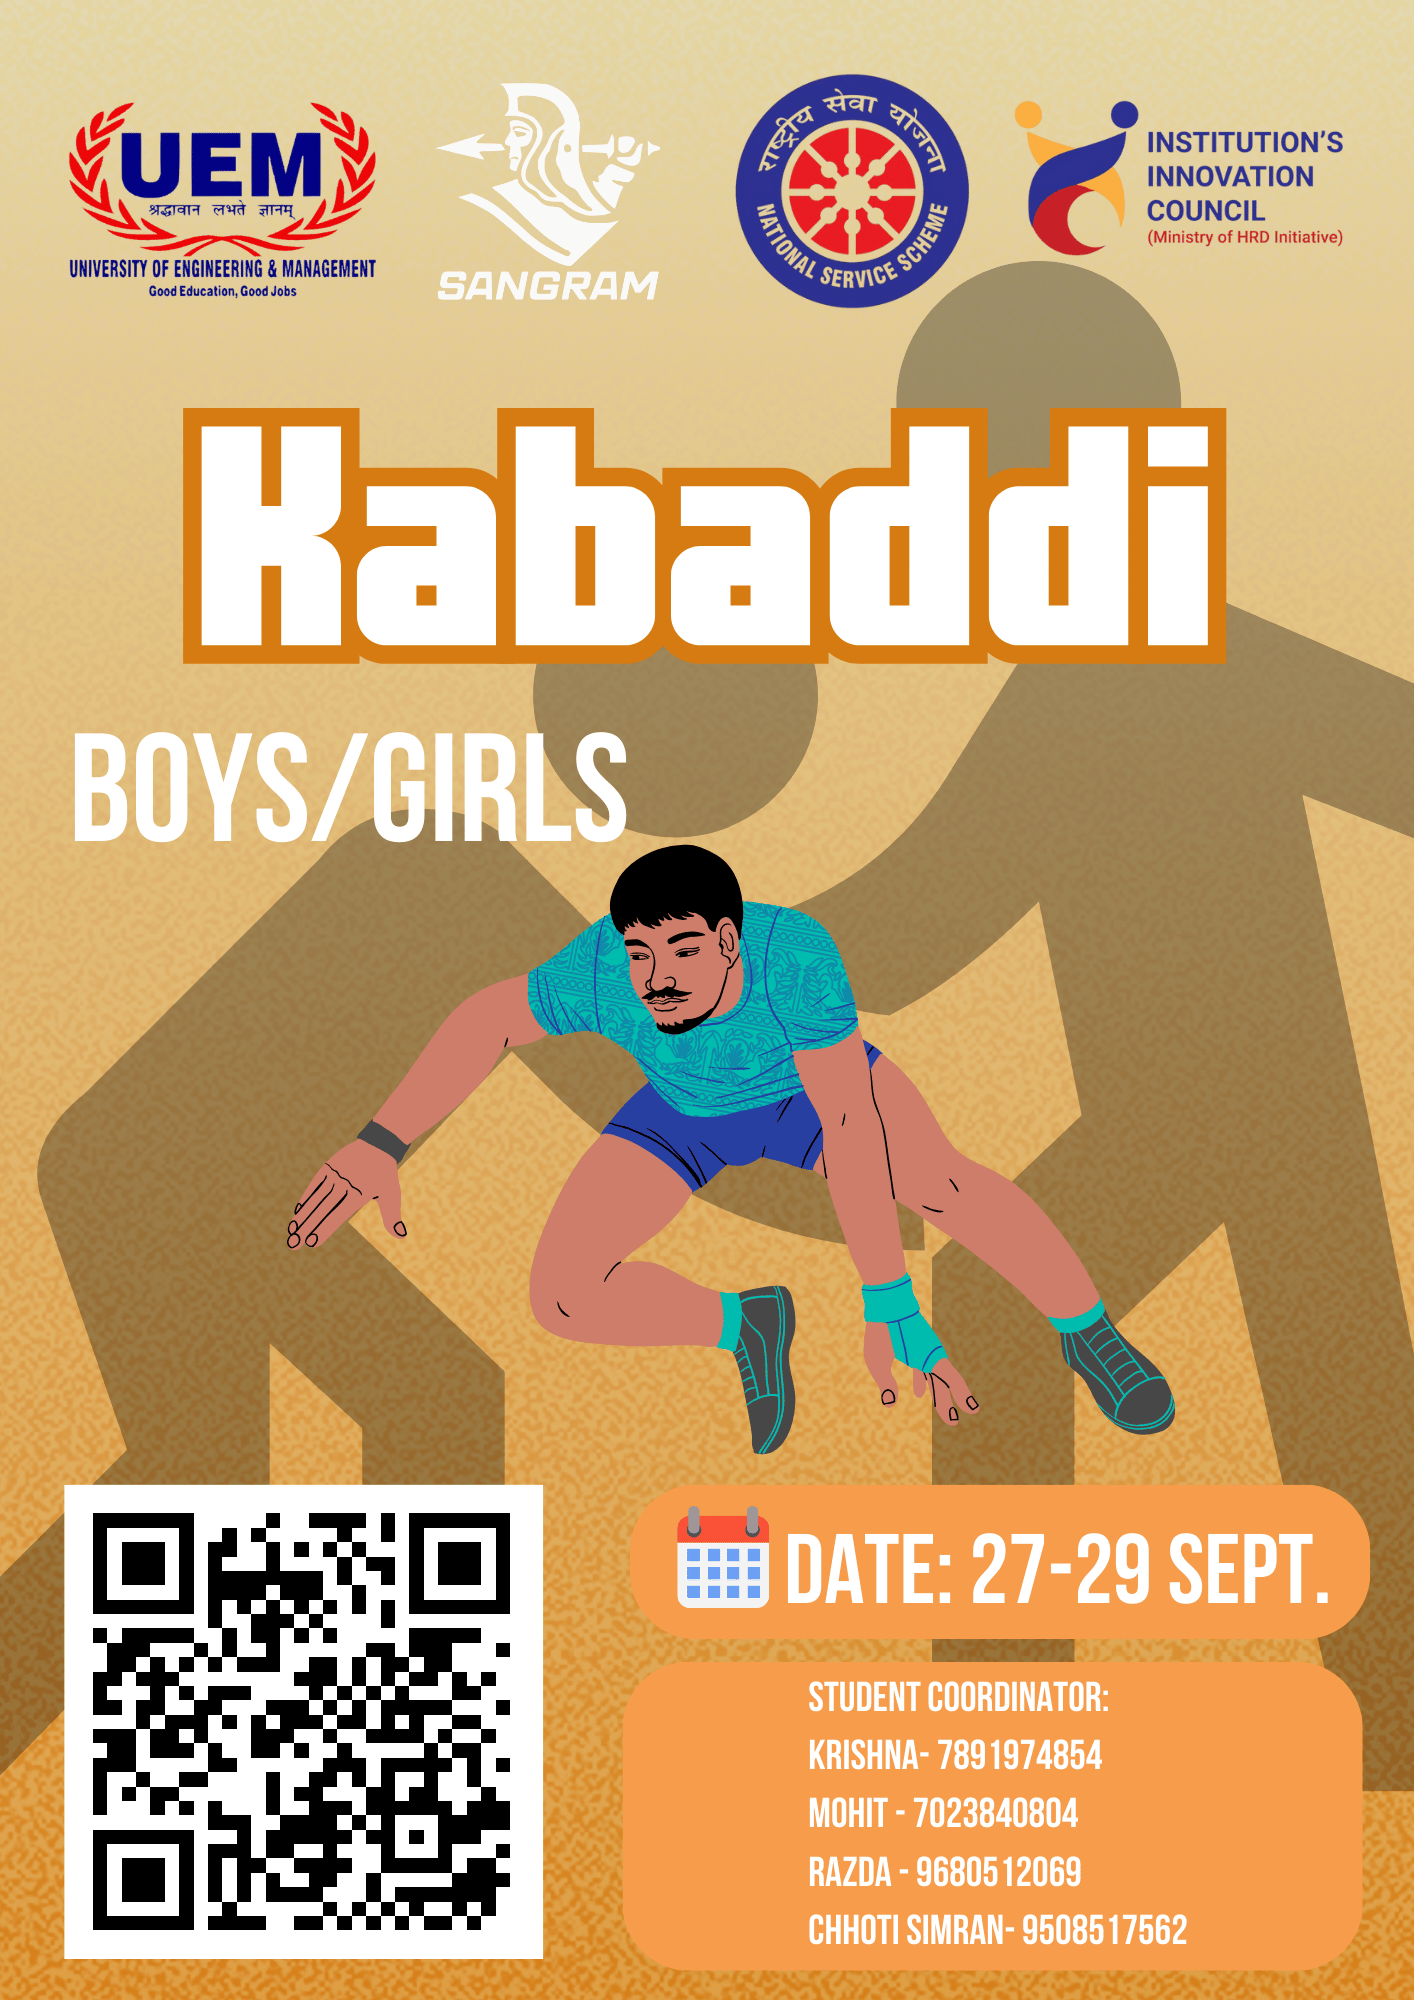 UEM
श्रद्धावान लभते ज्ञानम्
UNIVERSITY OF ENGINEERING & MANAGEMENT
Good Education, Good Jobs
SANGRAM
राष्ट्रीय सेवा योजना
NATIONAL SERVICE SCHEME
INSTITUTION'S
INNOVATION
COUNCIL
(Ministry of HRD Initiative)
Kabaddi
BOYS/GIRLS
DATE: 27-29 SEPT.
STUDENT COORDINATOR:
KRISHNA- 7891974854
MOHIT - 7023840804
RAZDA - 9680512069
CHHOTI SIMRAN- 9508517562